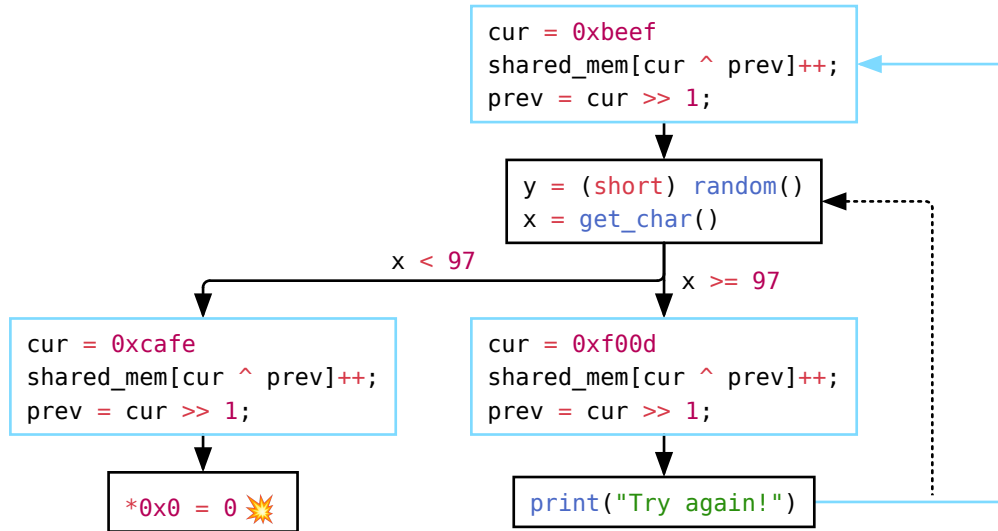 cur = 0xbeef
shared_mem[cur ^ prev]++;
prev = cur >> 1;
y = (short) random()
x = get_char()
x < 97
x >= 97
cur = 0xcafe
shared_mem[cur ^ prev]++;
prev = cur >> 1;
cur = 0xf00d
shared_mem[cur ^ prev]++;
prev = cur >> 1;
*0x0 = 0 💥
print("Try again!")